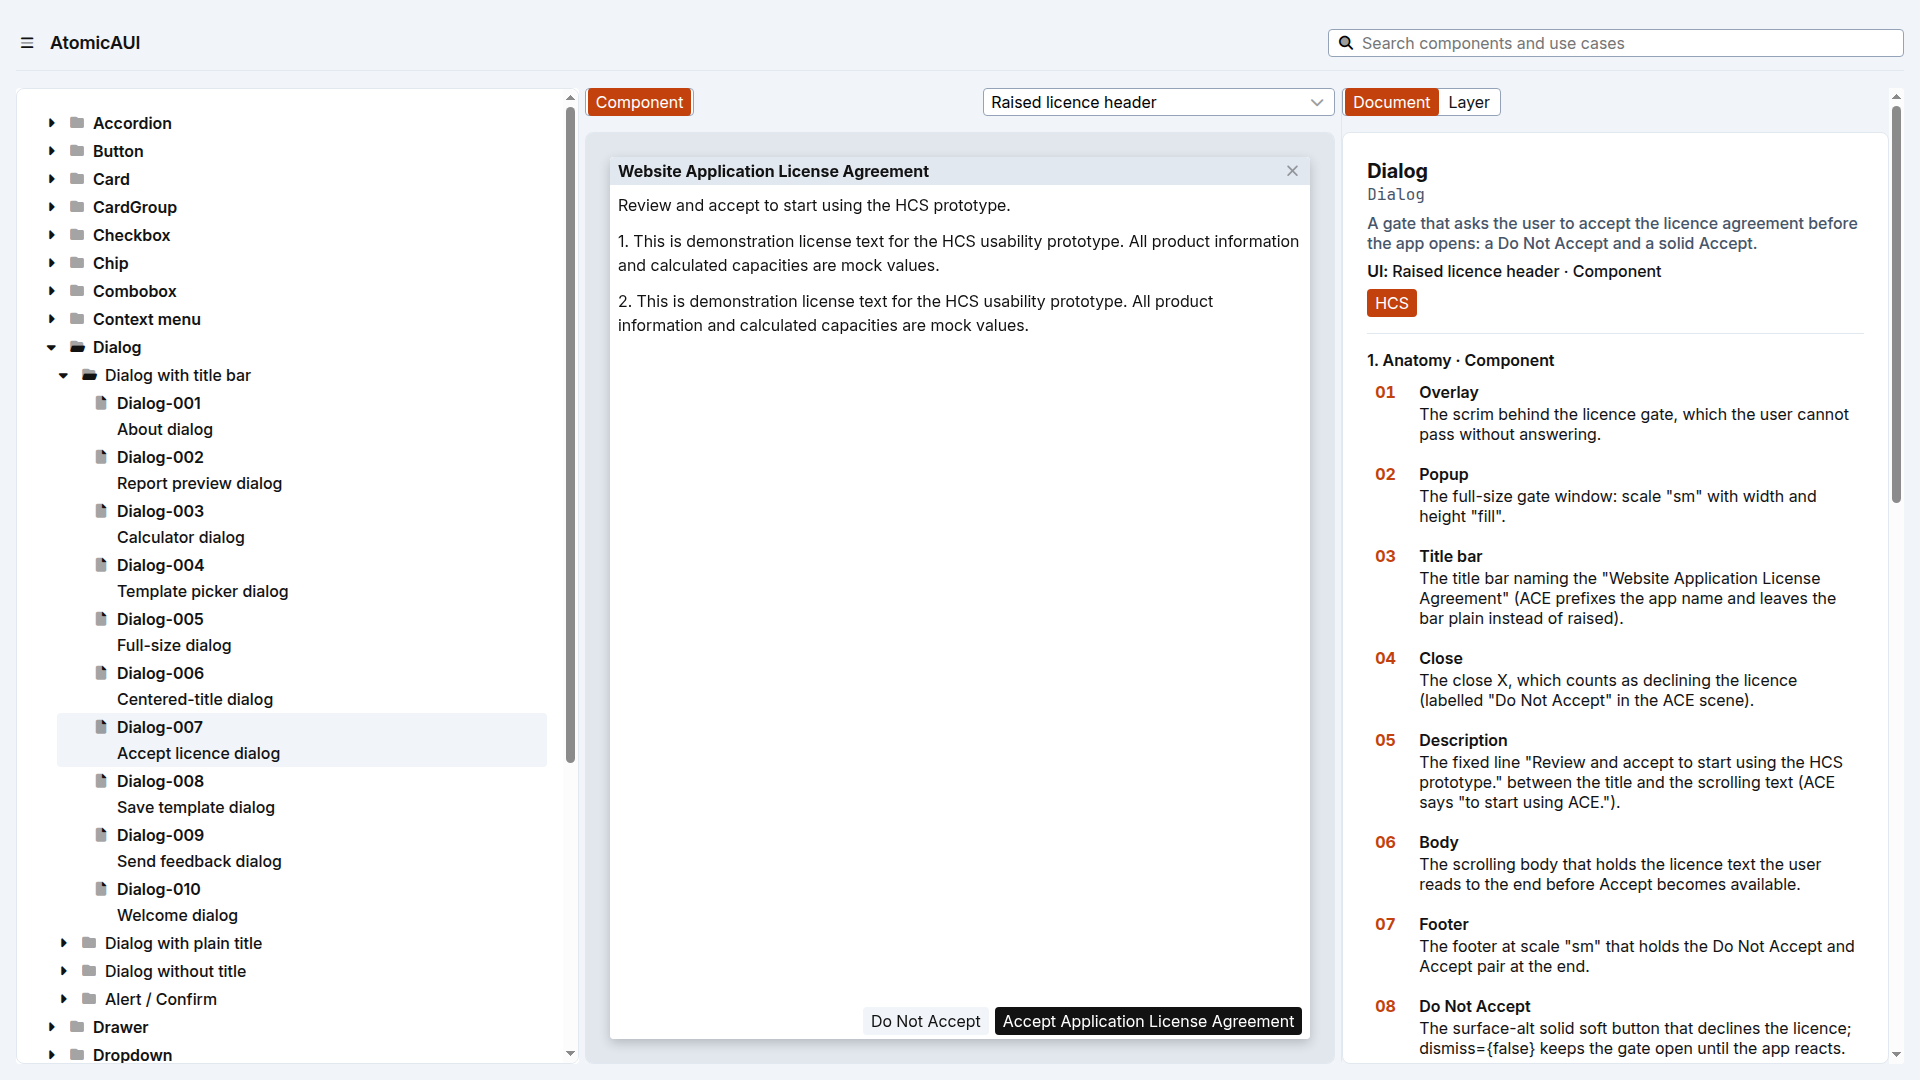 AtomicAUI
Search components and use cases
Accordion
Button
Card
CardGroup
Checkbox
Chip
Combobox
Context menu
Dialog
Dialog with title bar
Dialog-001
About dialog
Dialog-002
Report preview dialog
Dialog-003
Calculator dialog
Dialog-004
Template picker dialog
Dialog-005
Full-size dialog
Dialog-006
Centered-title dialog
Dialog-007
Accept licence dialog
Dialog-008
Save template dialog
Dialog-009
Send feedback dialog
Dialog-010
Welcome dialog
Dialog with plain title
Dialog without title
Alert / Confirm
Drawer
Dropdown
Component
Raised licence header
Website Application License Agreement
Review and accept to start using the HCS prototype.
1. This is demonstration license text for the HCS usability prototype. All product information
and calculated capacities are mock values.
2. This is demonstration license text for the HCS usability prototype. All product
information and calculated capacities are mock values.
Do Not Accept
Accept Application License Agreement
Document
Layer
Dialog
Dialog
A gate that asks the user to accept the licence agreement before
the app opens: a Do Not Accept and a solid Accept.
UI: Raised licence header · Component
HCS
1. Anatomy · Component
01
Overlay
The scrim behind the licence gate, which the user cannot
pass without answering.
02
Popup
The full-size gate window: scale "sm" with width and
height "fill".
03
Title bar
The title bar naming the "Website Application License
Agreement" (ACE prefixes the app name and leaves the
bar plain instead of raised).
04
Close
The close X, which counts as declining the licence
(labelled "Do Not Accept" in the ACE scene).
05
Description
The fixed line "Review and accept to start using the HCS
prototype." between the title and the scrolling text (ACE
says "to start using ACE.").
06
Body
The scrolling body that holds the licence text the user
reads to the end before Accept becomes available.
07
Footer
The footer at scale "sm" that holds the Do Not Accept and
Accept pair at the end.
08
Do Not Accept
The surface-alt solid soft button that declines the licence;
dismiss={false} keeps the gate open until the app reacts.